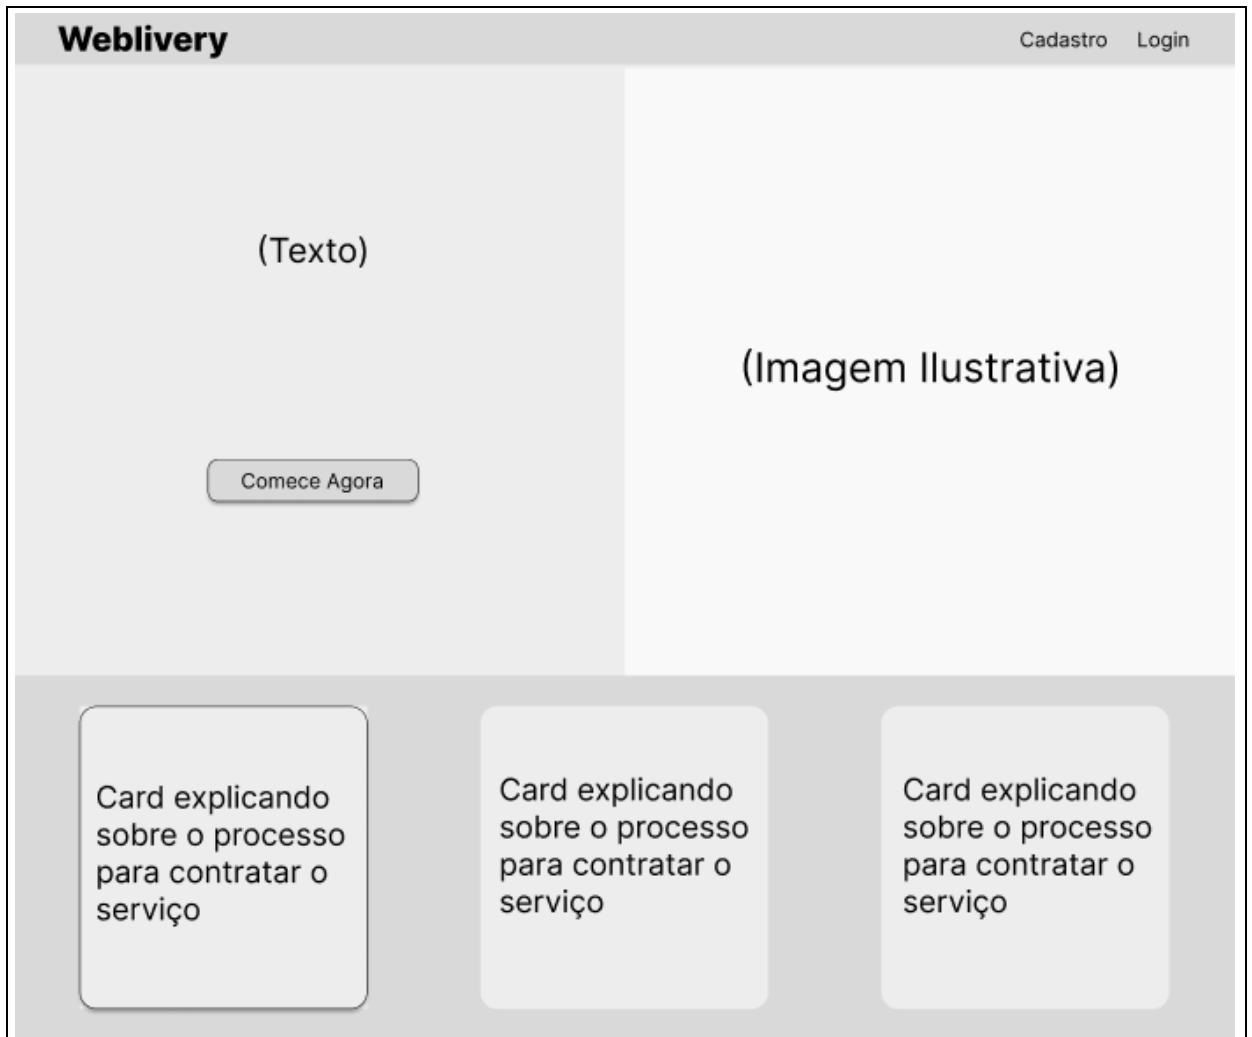 Weblivery
Cadastro Login
(Texto)
(Imagem Ilustrativa)
Comece Agora
Card explicando
sobre o processo
para contratar o
serviço
Card explicando
sobre o processo
para contratar o
serviço
Card explicando
sobre o processo
para contratar o
serviço